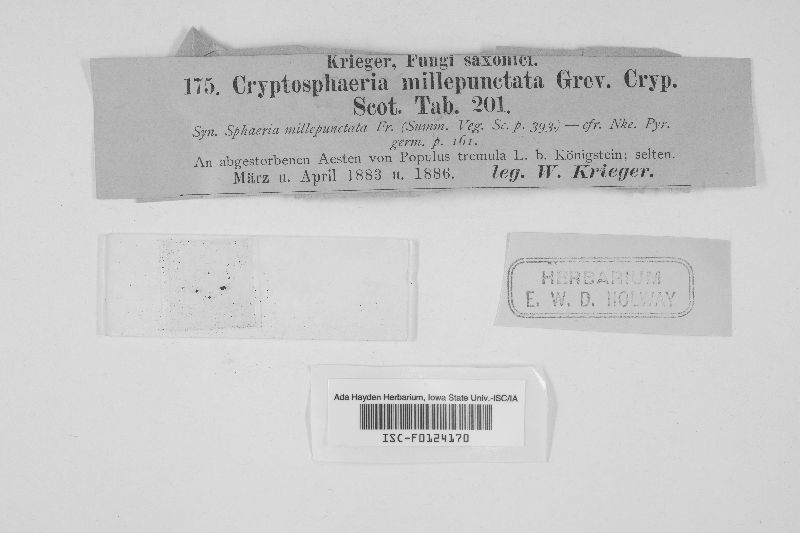 Krieger, Fungi saxonici.
175. Cryptosphaeria millepunctata Grev. Cryp.
Scot. Tab. 201.
Syn. Sphaeria millepunctata Fr. (Summ. Veg. Sc. p. 393.) — cfr. Nke. Pyr.
germ. p. 161.
An abgestorbenen Aesten von Populus tremula L. b. Königstein; selten.
März u. April 1883 u. 1886. leg. W. Krieger.
HERBARIUM
E. W. D. HOLWAY
Ada Hayden Herbarium, Iowa State Univ.-ISC/IA
ISC-F0124170